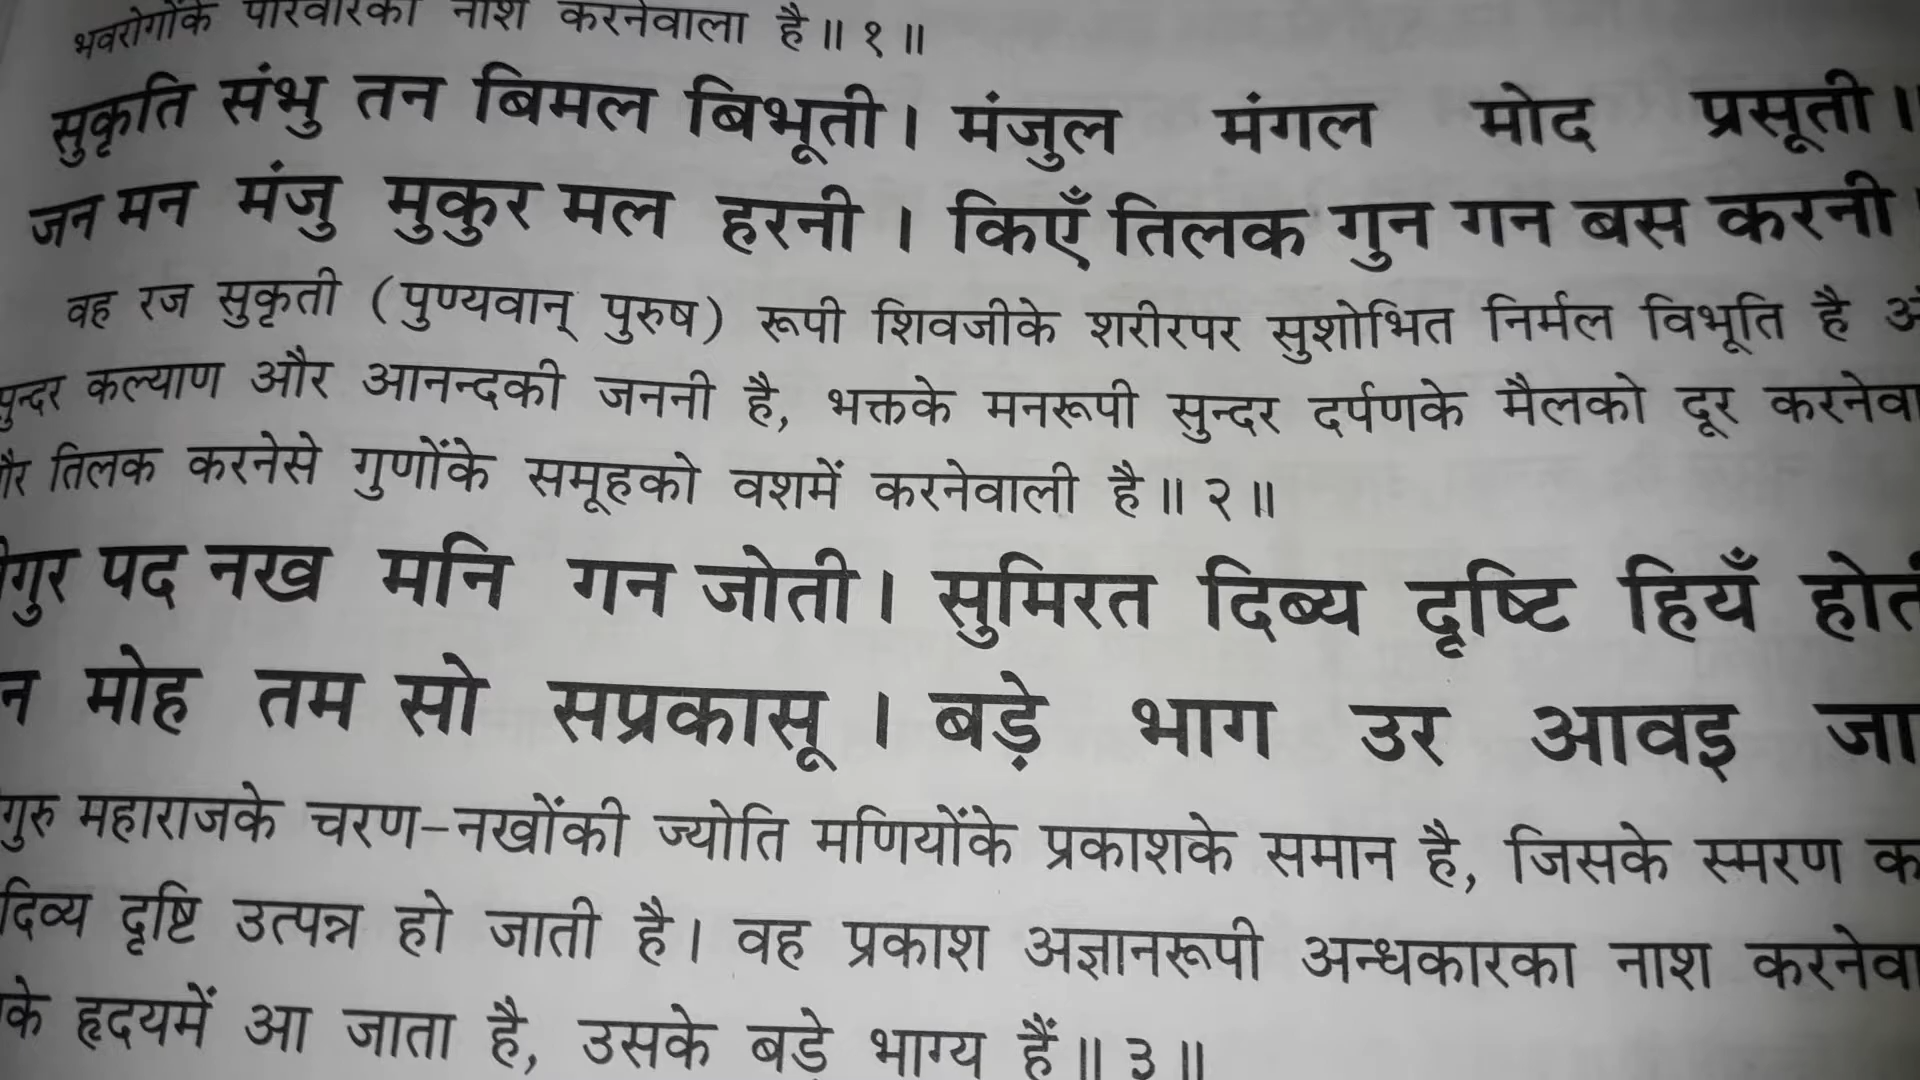 भवरोगोंके परिवारका नाश करनेवाला है॥ १ ॥
सुकृति संभु तन बिमल बिभूती। मंजुल मंगल मोद प्रसूती॥
जन मन मंजु मुकुर मल हरनी। किएँ तिलक गुन गन बस करनी
वह रज सुकृती (पुण्यवान् पुरुष) रूपी शिवजीके शरीरपर सुशोभित निर्मल विभूति है
सुन्दर कल्याण और आनन्दकी जननी है, भक्तके मनरूपी सुन्दर दर्पणके मैलको दूर करनेवा
तिलक करनेसे गुणोंके समूहको वशमें करनेवाली है॥ २ ॥
गुर पद नख मनि गन जोती। सुमिरत दिब्य दृष्टि हियँ होत
न मोह तम सो सप्रकासू। बड़े भाग उर आवइ जा
गुरु महाराजके चरण-नखोंकी ज्योति मणियोंके प्रकाशके समान है, जिसके स्मरण क
दिव्य दृष्टि उत्पन्न हो जाती है। वह प्रकाश अज्ञानरूपी अन्धकारका नाश करनेवा
के हृदयमें आ जाता है, उसके बड़े भाग्य हैं॥ ३ ॥